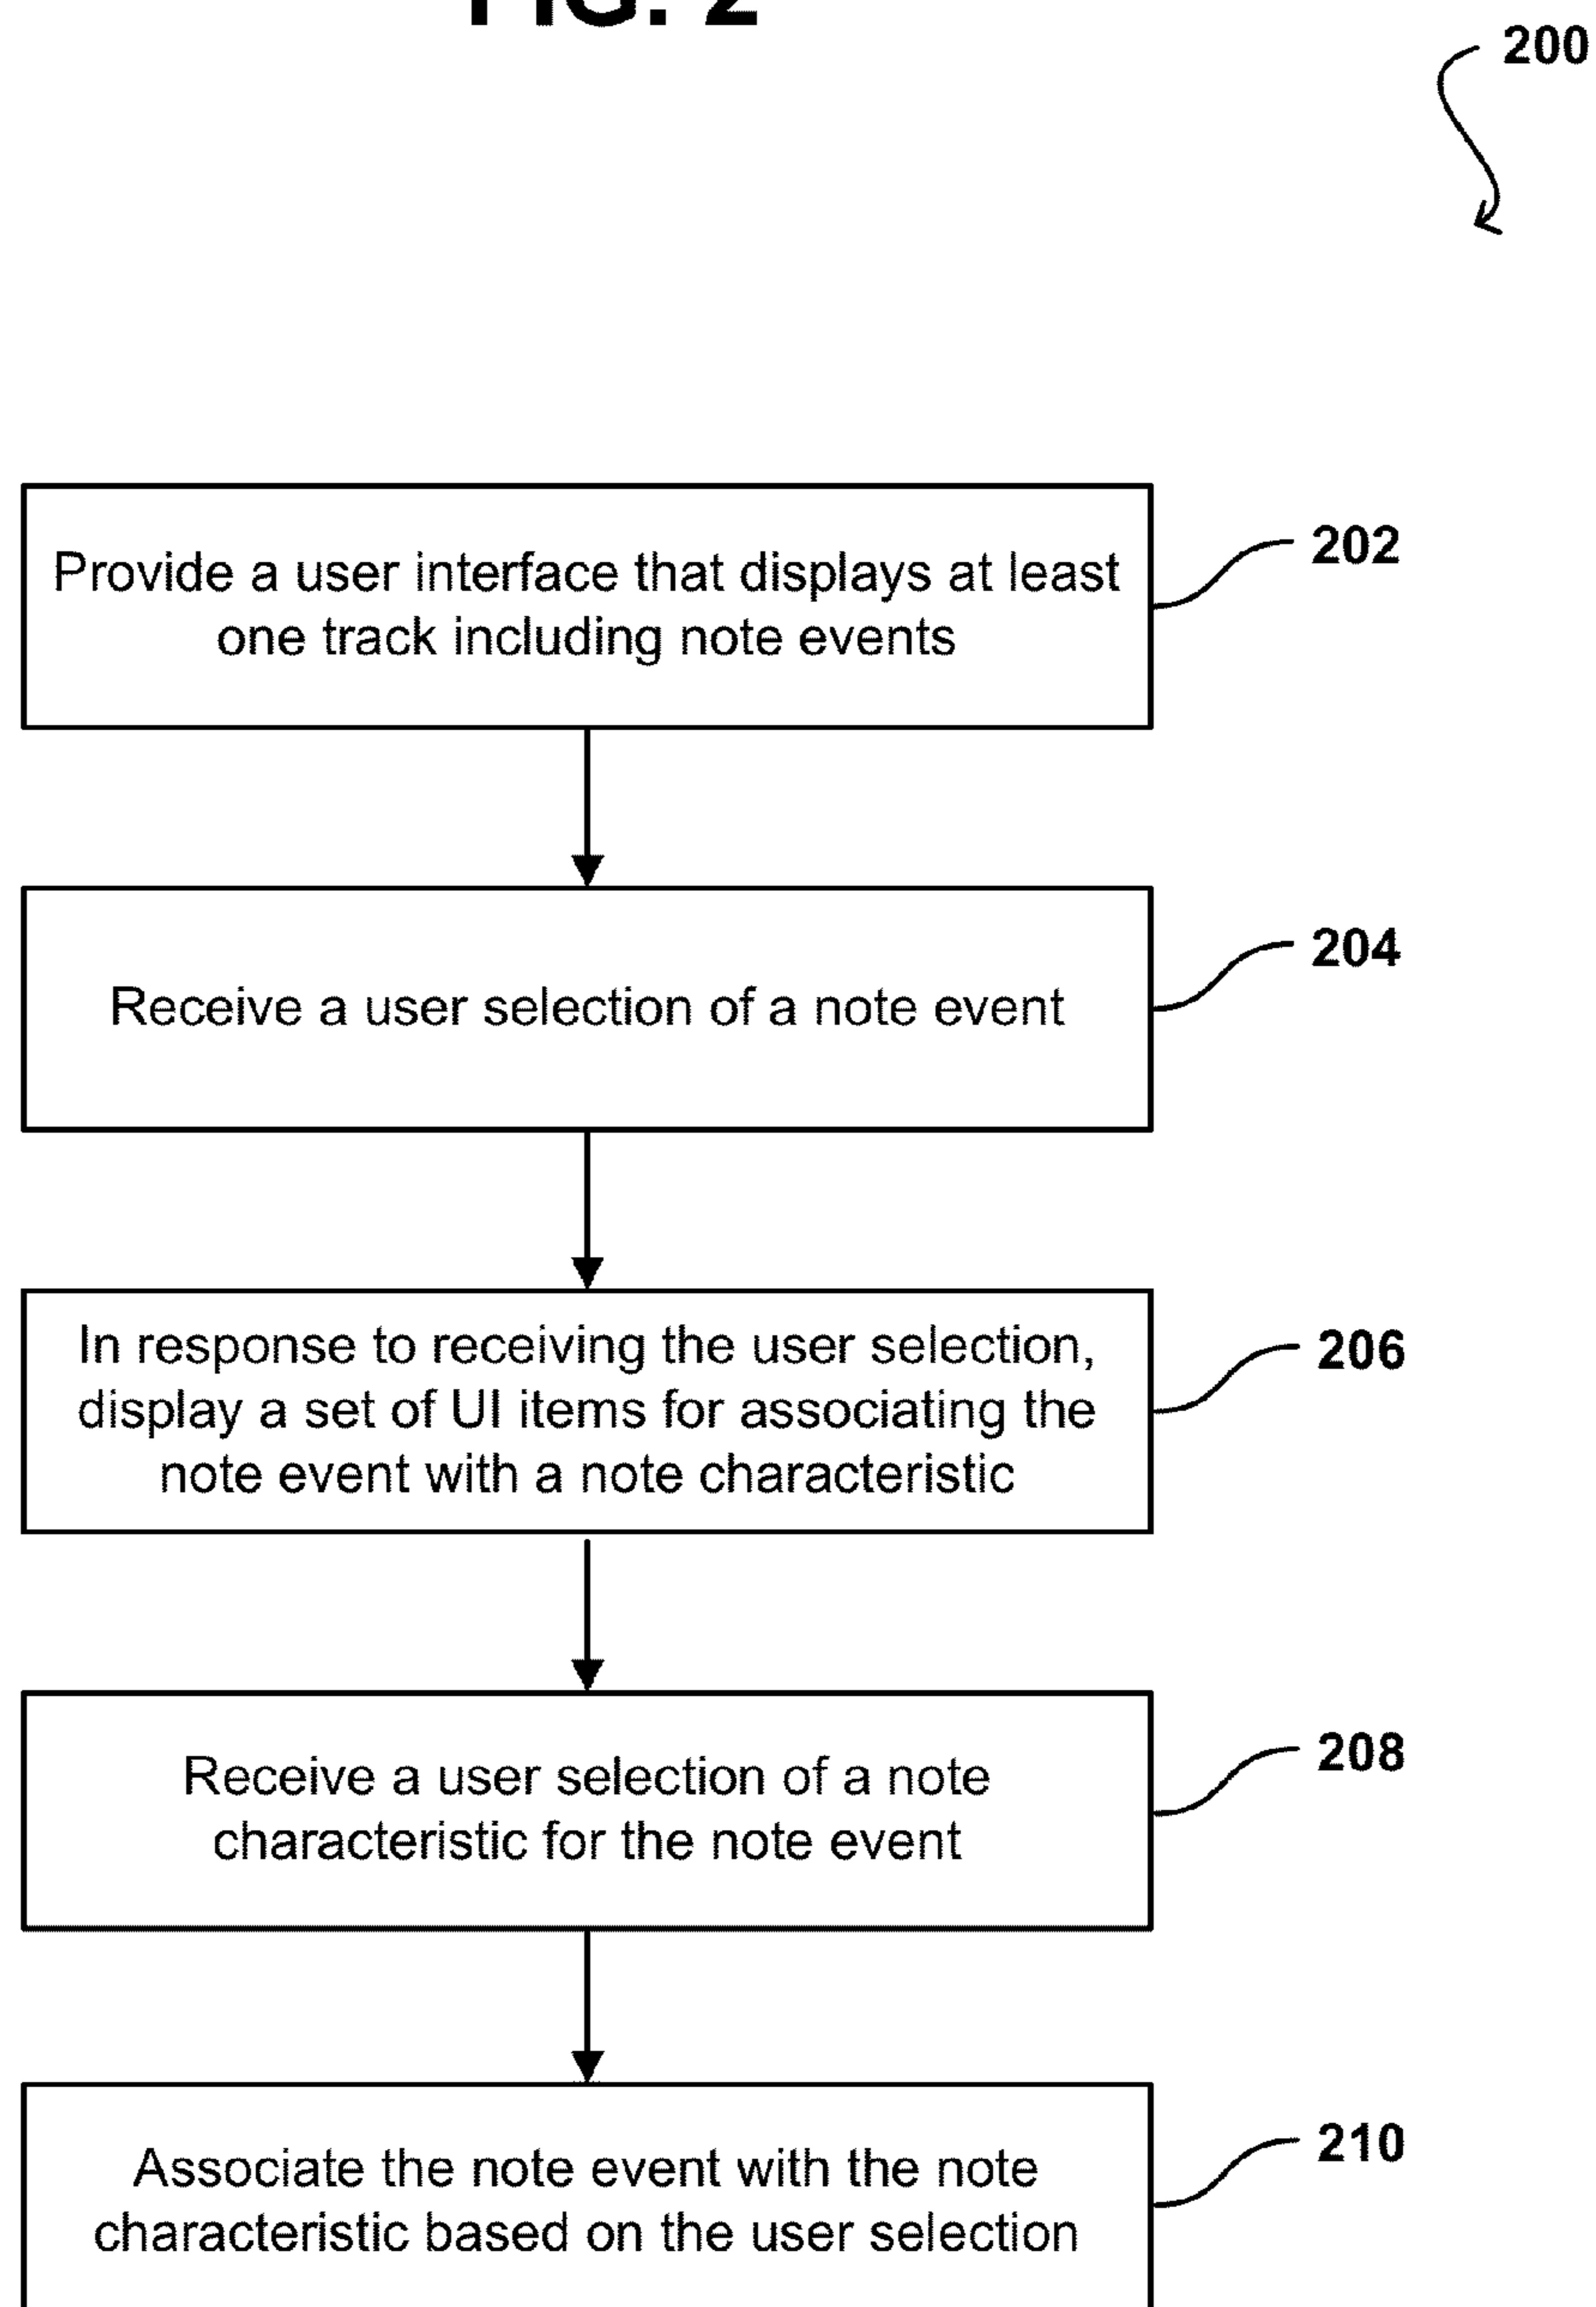 FIG. 2
200
Provide a user interface that displays at least
one track including note events
202
Receive a user selection of a note event
204
In response to receiving the user selection,
display a set of UI items for associating the
note event with a note characteristic
206
Receive a user selection of a note
characteristic for the note event
208
Associate the note event with the note
characteristic based on the user selection
210